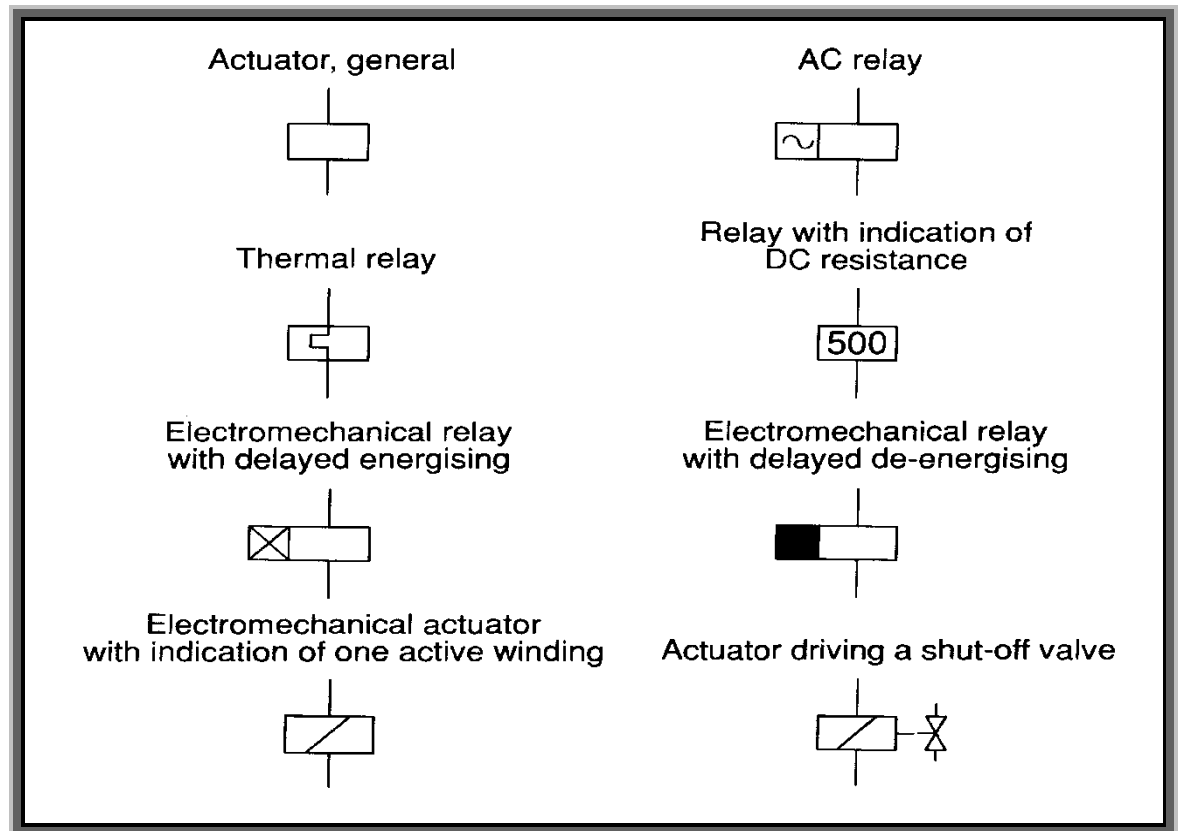 Actuator, general
AC relay
Thermal relay
Relay with indication of
DC resistance
500
Electromechanical relay
with delayed energising
Electromechanical relay
with delayed de-energising
Electromechanical actuator
with indication of one active winding
Actuator driving a shut-off valve